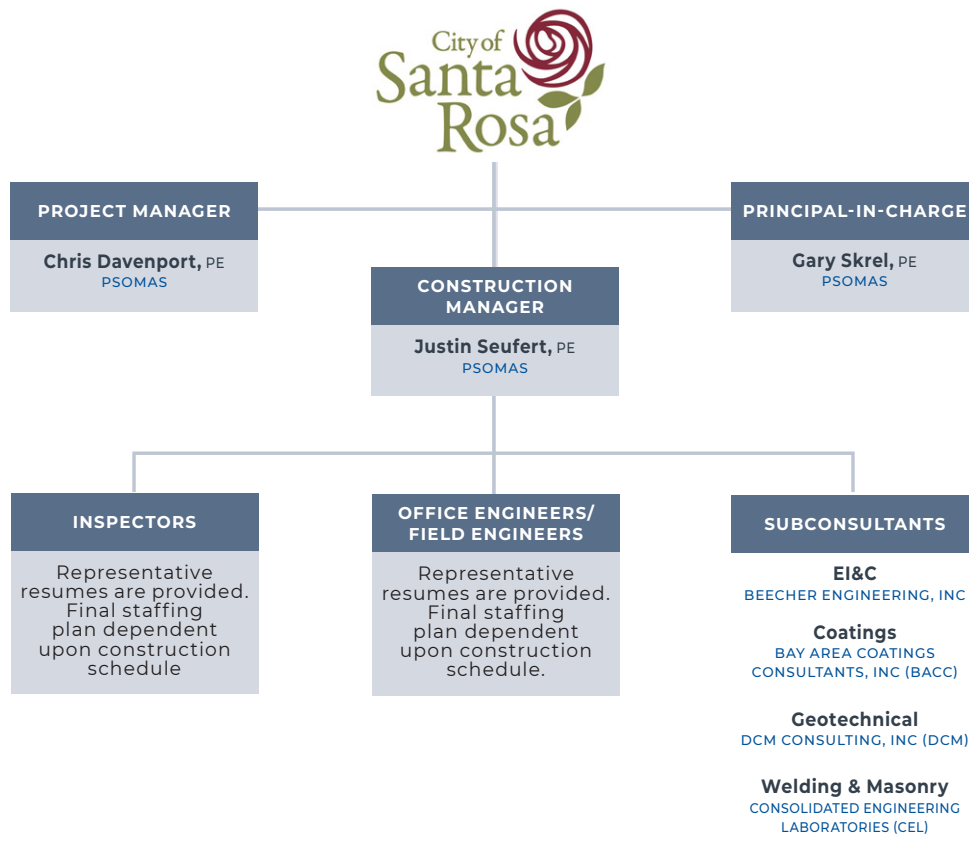 City of
Santa
Rosa
PROJECT MANAGER
Chris Davenport, PE
PSOMAS
PRINCIPAL-IN-CHARGE
Gary Skrel, PE
PSOMAS
CONSTRUCTION
MANAGER
Justin Seufert, PE
PSOMAS
INSPECTORS
Representative
resumes are provided.
Final staffing
plan dependent
upon construction
schedule
OFFICE ENGINEERS/
FIELD ENGINEERS
Representative
resumes are provided.
Final staffing
plan dependent
upon construction
schedule.
SUBCONSULTANTS
EI&C
BEECHER ENGINEERING, INC
Coatings
BAY AREA COATINGS
CONSULTANTS, INC (BACC)
Geotechnical
DCM CONSULTING, INC (DCM)
Welding & Masonry
CONSOLIDATED ENGINEERING
LABORATORIES (CEL)